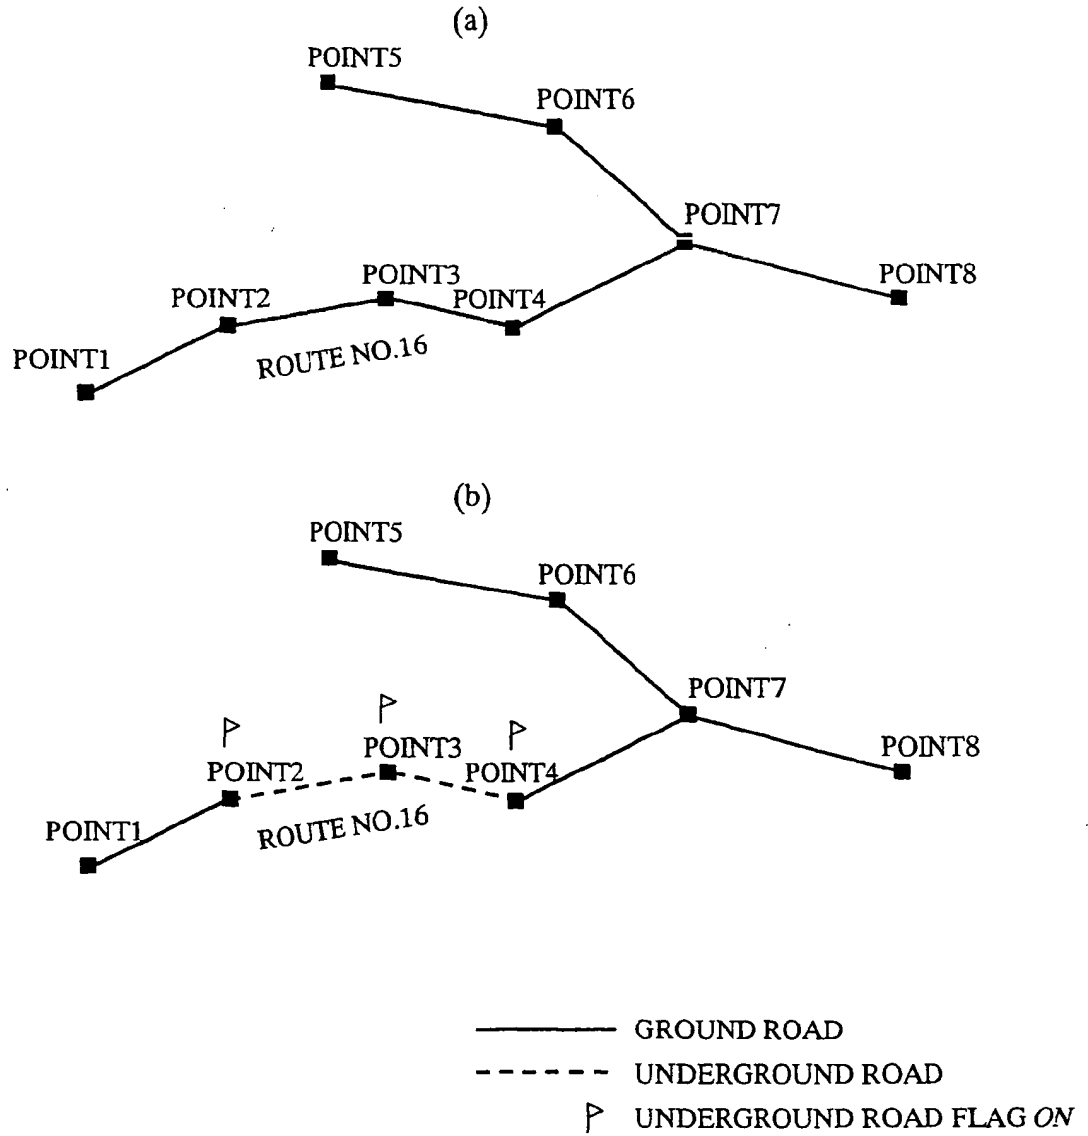 (a)
POINT5
POINT6
POINT7
POINT8
POINT3
POINT2
POINT4
POINT1
ROUTE NO.16
(b)
POINT5
POINT6
POINT7
POINT3
POINT8
POINT2
POINT4
POINT1
ROUTE NO.16
GROUND ROAD
UNDERGROUND ROAD
UNDERGROUND ROAD FLAG ON